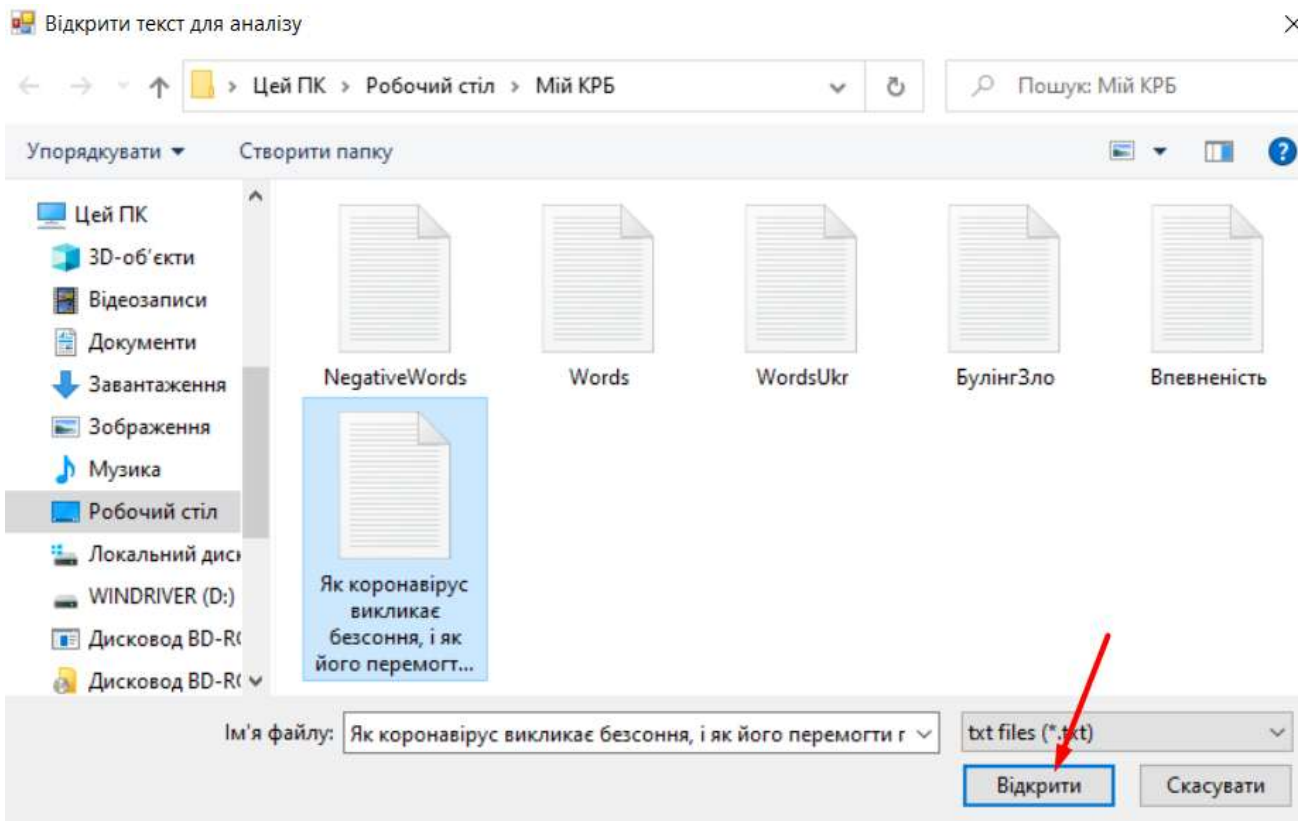 Відкрити текст для аналізу
Цей ПК > Робочий стіл > Мій КРБ
Пошук: Мій КРБ
Упорядкувати
Створити папку
Цей ПК
3D-об'єкти
Відеозаписи
Документи
Завантаження
Зображення
Музика
Робочий стіл
Локальний диск
WINDRIVER (D:)
Дисковод BD-RO
Дисковод BD-RO
NegativeWords
Words
WordsUkr
БулінгЗло
Впевненість
Як коронавірус
викликає
безсоння, і як
його перемогт...
Ім'я файлу:
Як коронавірус викликає безсоння, і як його перемогти
txt files (*.txt)
Відкрити
Скасувати